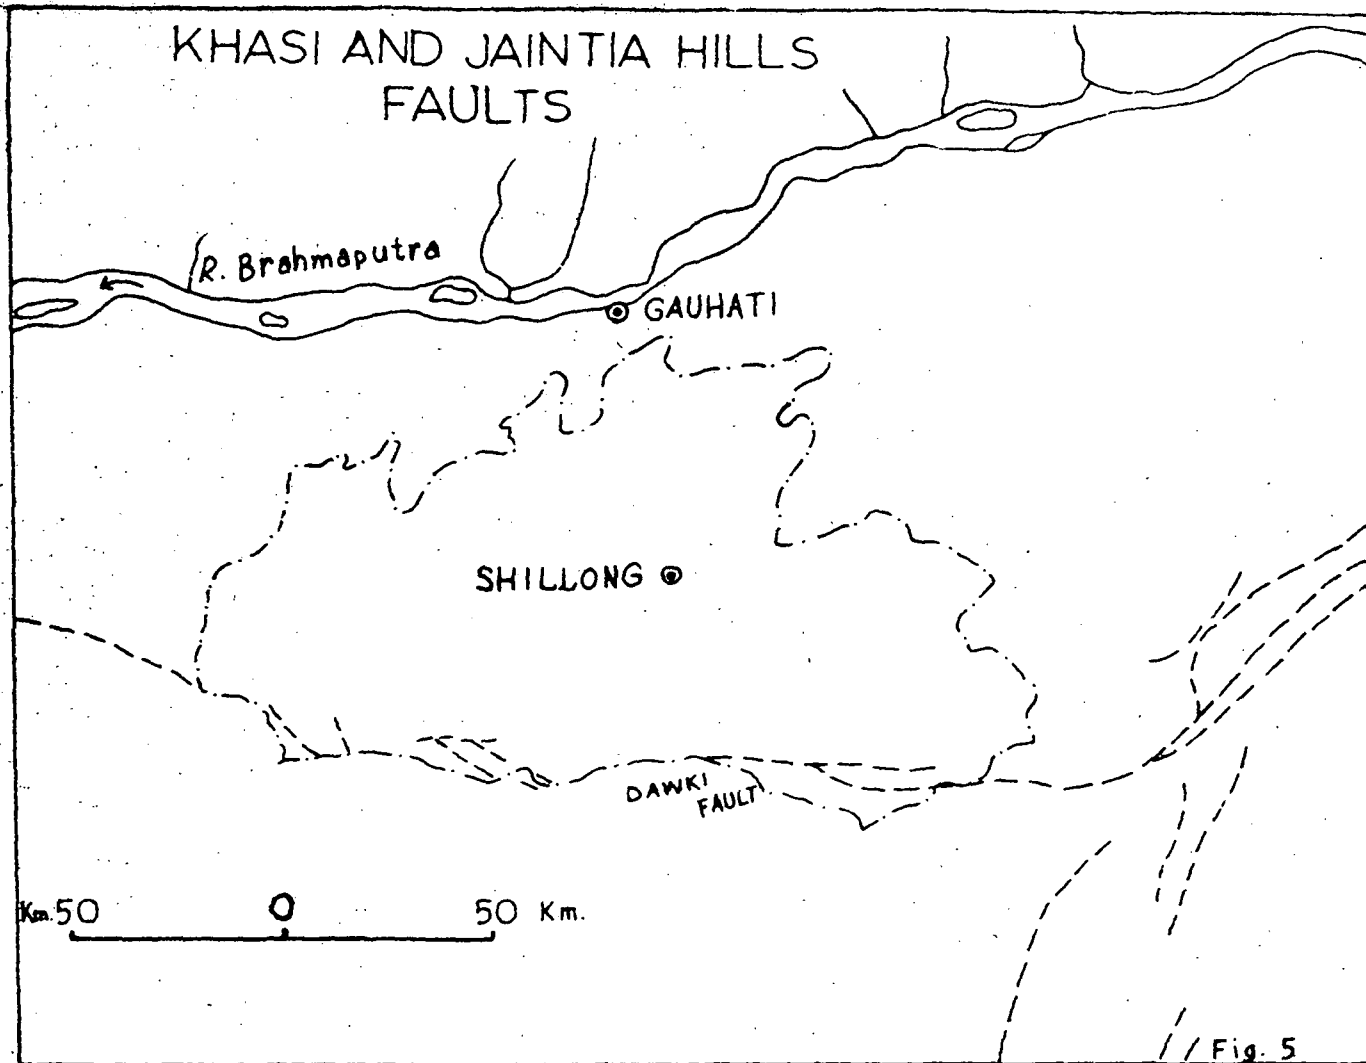 KHASI AND JAINTIA HILLS
FAULTS
R. Brahmaputra
GAUHATI
SHILLONG
DAWKI
FAULT
Km. 50 0 50 Km.
Fig. 5